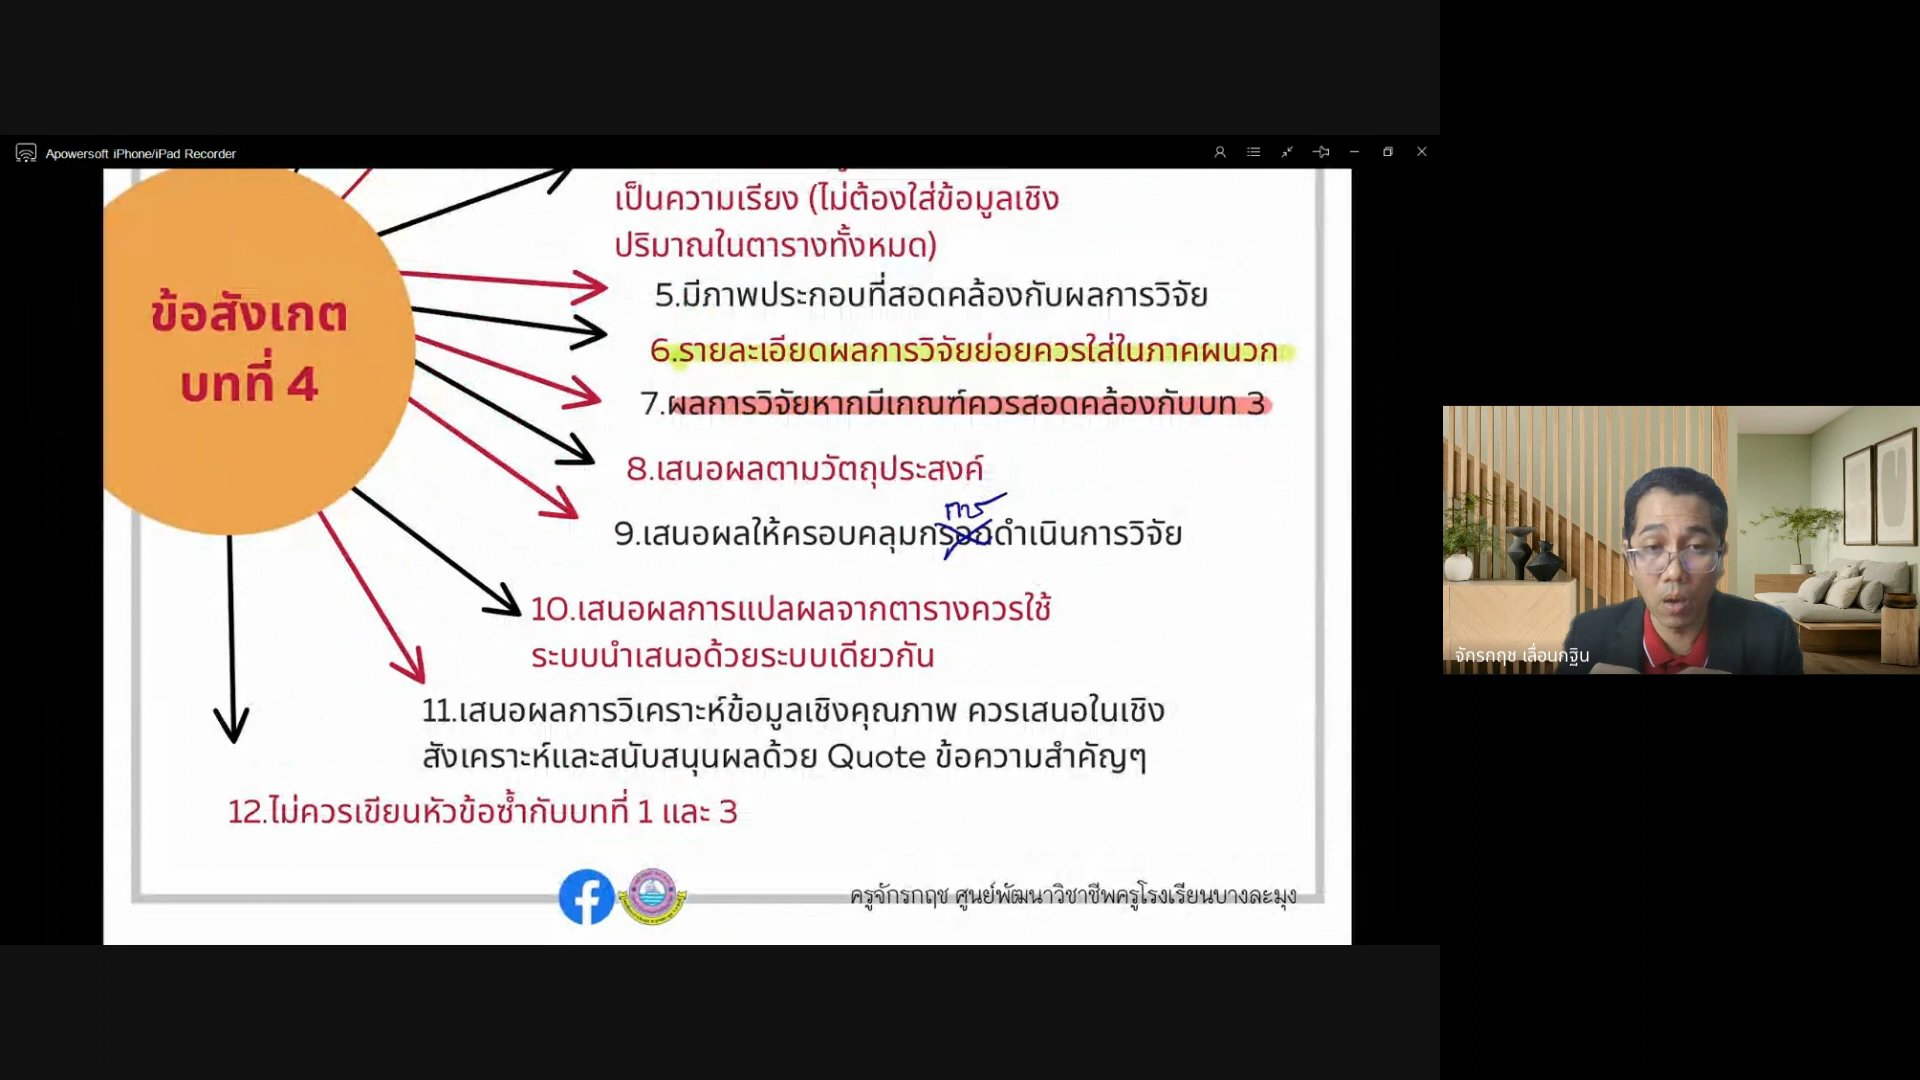 Apowersoft iPhone/iPad Recorder
เป็นความเรียง (ไม่ต้องใส่ข้อมูลเชิง
ปริมาณในตารางทั้งหมด)
ข้อสังเกต
บทที่ 4
5.มีภาพประกอบที่สอดคล้องกับผลการวิจัย
6.รายละเอียดผลการวิจัยย่อยควรใส่ในภาคผนวก
7.ผลการวิจัยหากมีเกณฑ์ควรสอดคล้องกับบท 3
8.เสนอผลตามวัตถุประสงค์
การ
9.เสนอผลให้ครอบคลุมกรอกดำเนินการวิจัย
10.เสนอผลการแปลผลจากตารางควรใช้
ระบบนำเสนอด้วยระบบเดียวกัน
11.เสนอผลการวิเคราะห์ข้อมูลเชิงคุณภาพ ควรเสนอในเชิง
สังเคราะห์และสนับสนุนผลด้วย Quote ข้อความสำคัญๆ
12.ไม่ควรเขียนหัวข้อซ้ำกับบทที่ 1 และ 3
ครูจักรกฤช ศูนย์พัฒนาวิชาชีพครูโรงเรียนบางละมุง
จักรกฤช เลื่อนกฐิน